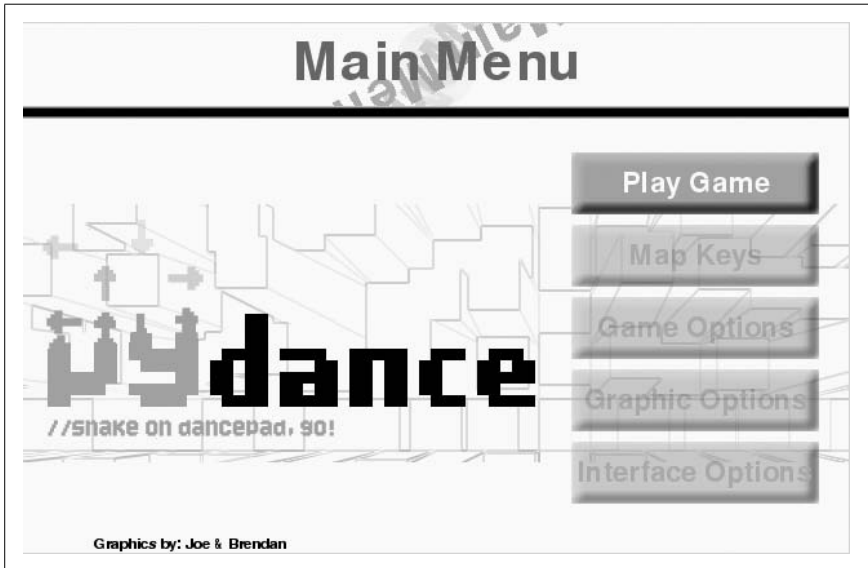 Main Menu
Play Game
Map Keys
Game Options
Graphic Options
Interface Options
pydance
//snake on dancepad, go!
Graphics by: Joe & Brendan